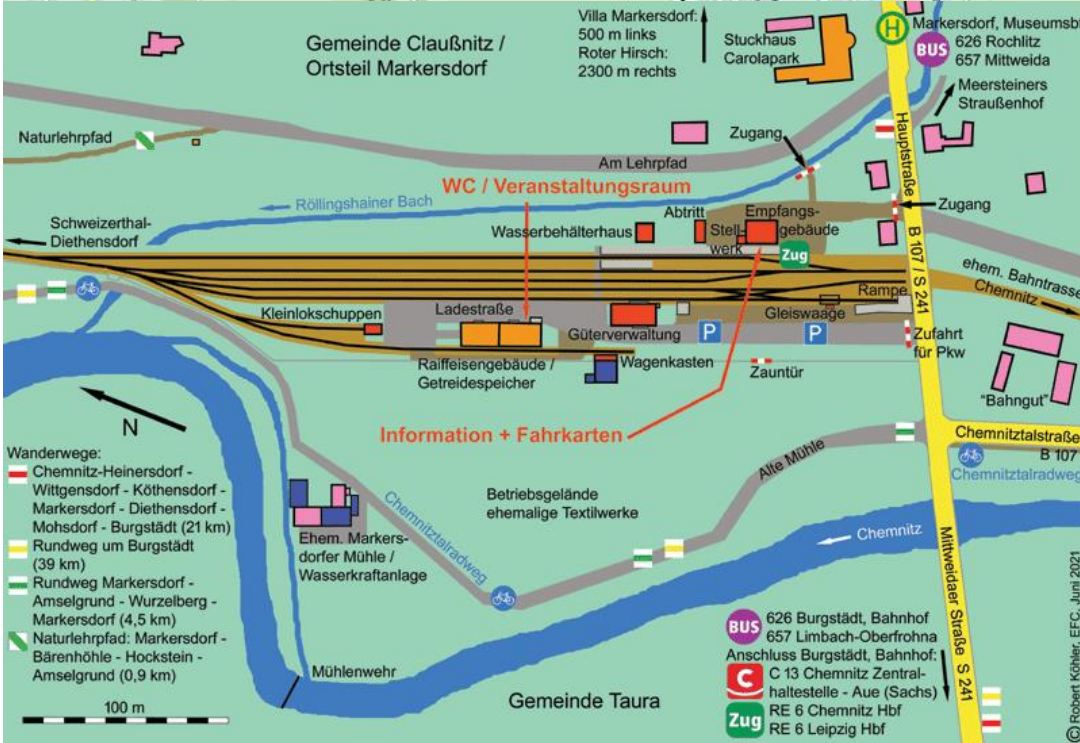 Gemeinde Claußnitz /
Ortsteil Markersdorf
Villa Markersdorf:
500 m links
Roter Hirsch:
2300 m rechts
Stuckhaus
Carolapark
H
Markersdorf, Museumsb
BUS
626 Rochlitz
657 Mittweida
Meersteiners
Straußenhof
Naturlehrpfad
Zugang
Hauptstraße
Am Lehrpfad
WC / Veranstaltungsraum
Röllingshainer Bach
Schweizerthal-
Diethensdorf
Wasserbehälterhaus
Abtritt
Stell-
werk
Empfangs-
gebäude
Zug
Zugang
B 107 / S 241
ehem. Bahntrasse
Chemnitz
Kleinlokschuppen
Ladestraße
Güterverwaltung
P
Gleiswaage
P
Rampe
Zufahrt
für Pkw
Raiffeisengebäude /
Getreidespeicher
Wagenkasten
Zauntür
"Bahngut"
N
Information + Fahrkarten
Alte Mühle
Chemnitztalstraße
B 107
Chemnitztalradweg
Wanderwege:
Chemnitz-Heinersdorf -
Wittgensdorf - Köthensdorf -
Markersdorf - Diethensdorf -
Mohsdorf - Burgstädt (21 km)
Rundweg um Burgstädt
(39 km)
Rundweg Markersdorf -
Amselgrund - Wurzelberg -
Markersdorf (4,5 km)
Naturlehrpfad: Markersdorf -
Bärenhöhle - Hockstein -
Amselgrund (0,9 km)
100 m
Ehem. Markers-
dorfer Mühle /
Wasserkraftanlage
Chemnitztalradweg
Betriebsgelände
ehemalige Textilwerke
Chemnitz
Mittweidaer Straße S 241
Mühlenwehr
Gemeinde Taura
BUS
626 Burgstädt, Bahnhof
657 Limbach-Oberfrohna
Anschluss Burgstädt, Bahnhof:
C
C 13 Chemnitz Zentral-
haltestelle - Aue (Sachs)
Zug
RE 6 Chemnitz Hbf
RE 6 Leipzig Hbf
© Robert Köhler, EFC, Juni 2021